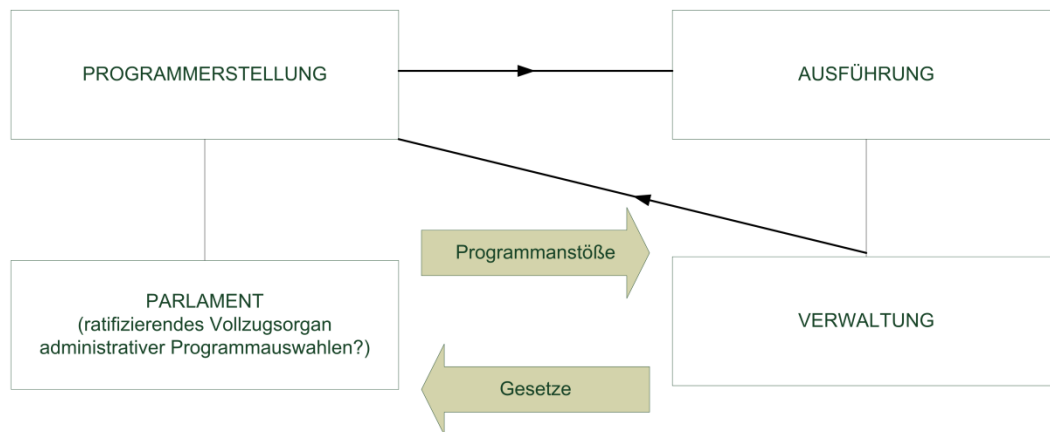 PROGRAMMERSTELLUNG
AUSFÜHRUNG
Programmanstöße
PARLAMENT
(ratifizierendes Vollzugsorgan
administrativer Programmauswahlen?)
VERWALTUNG
Gesetze